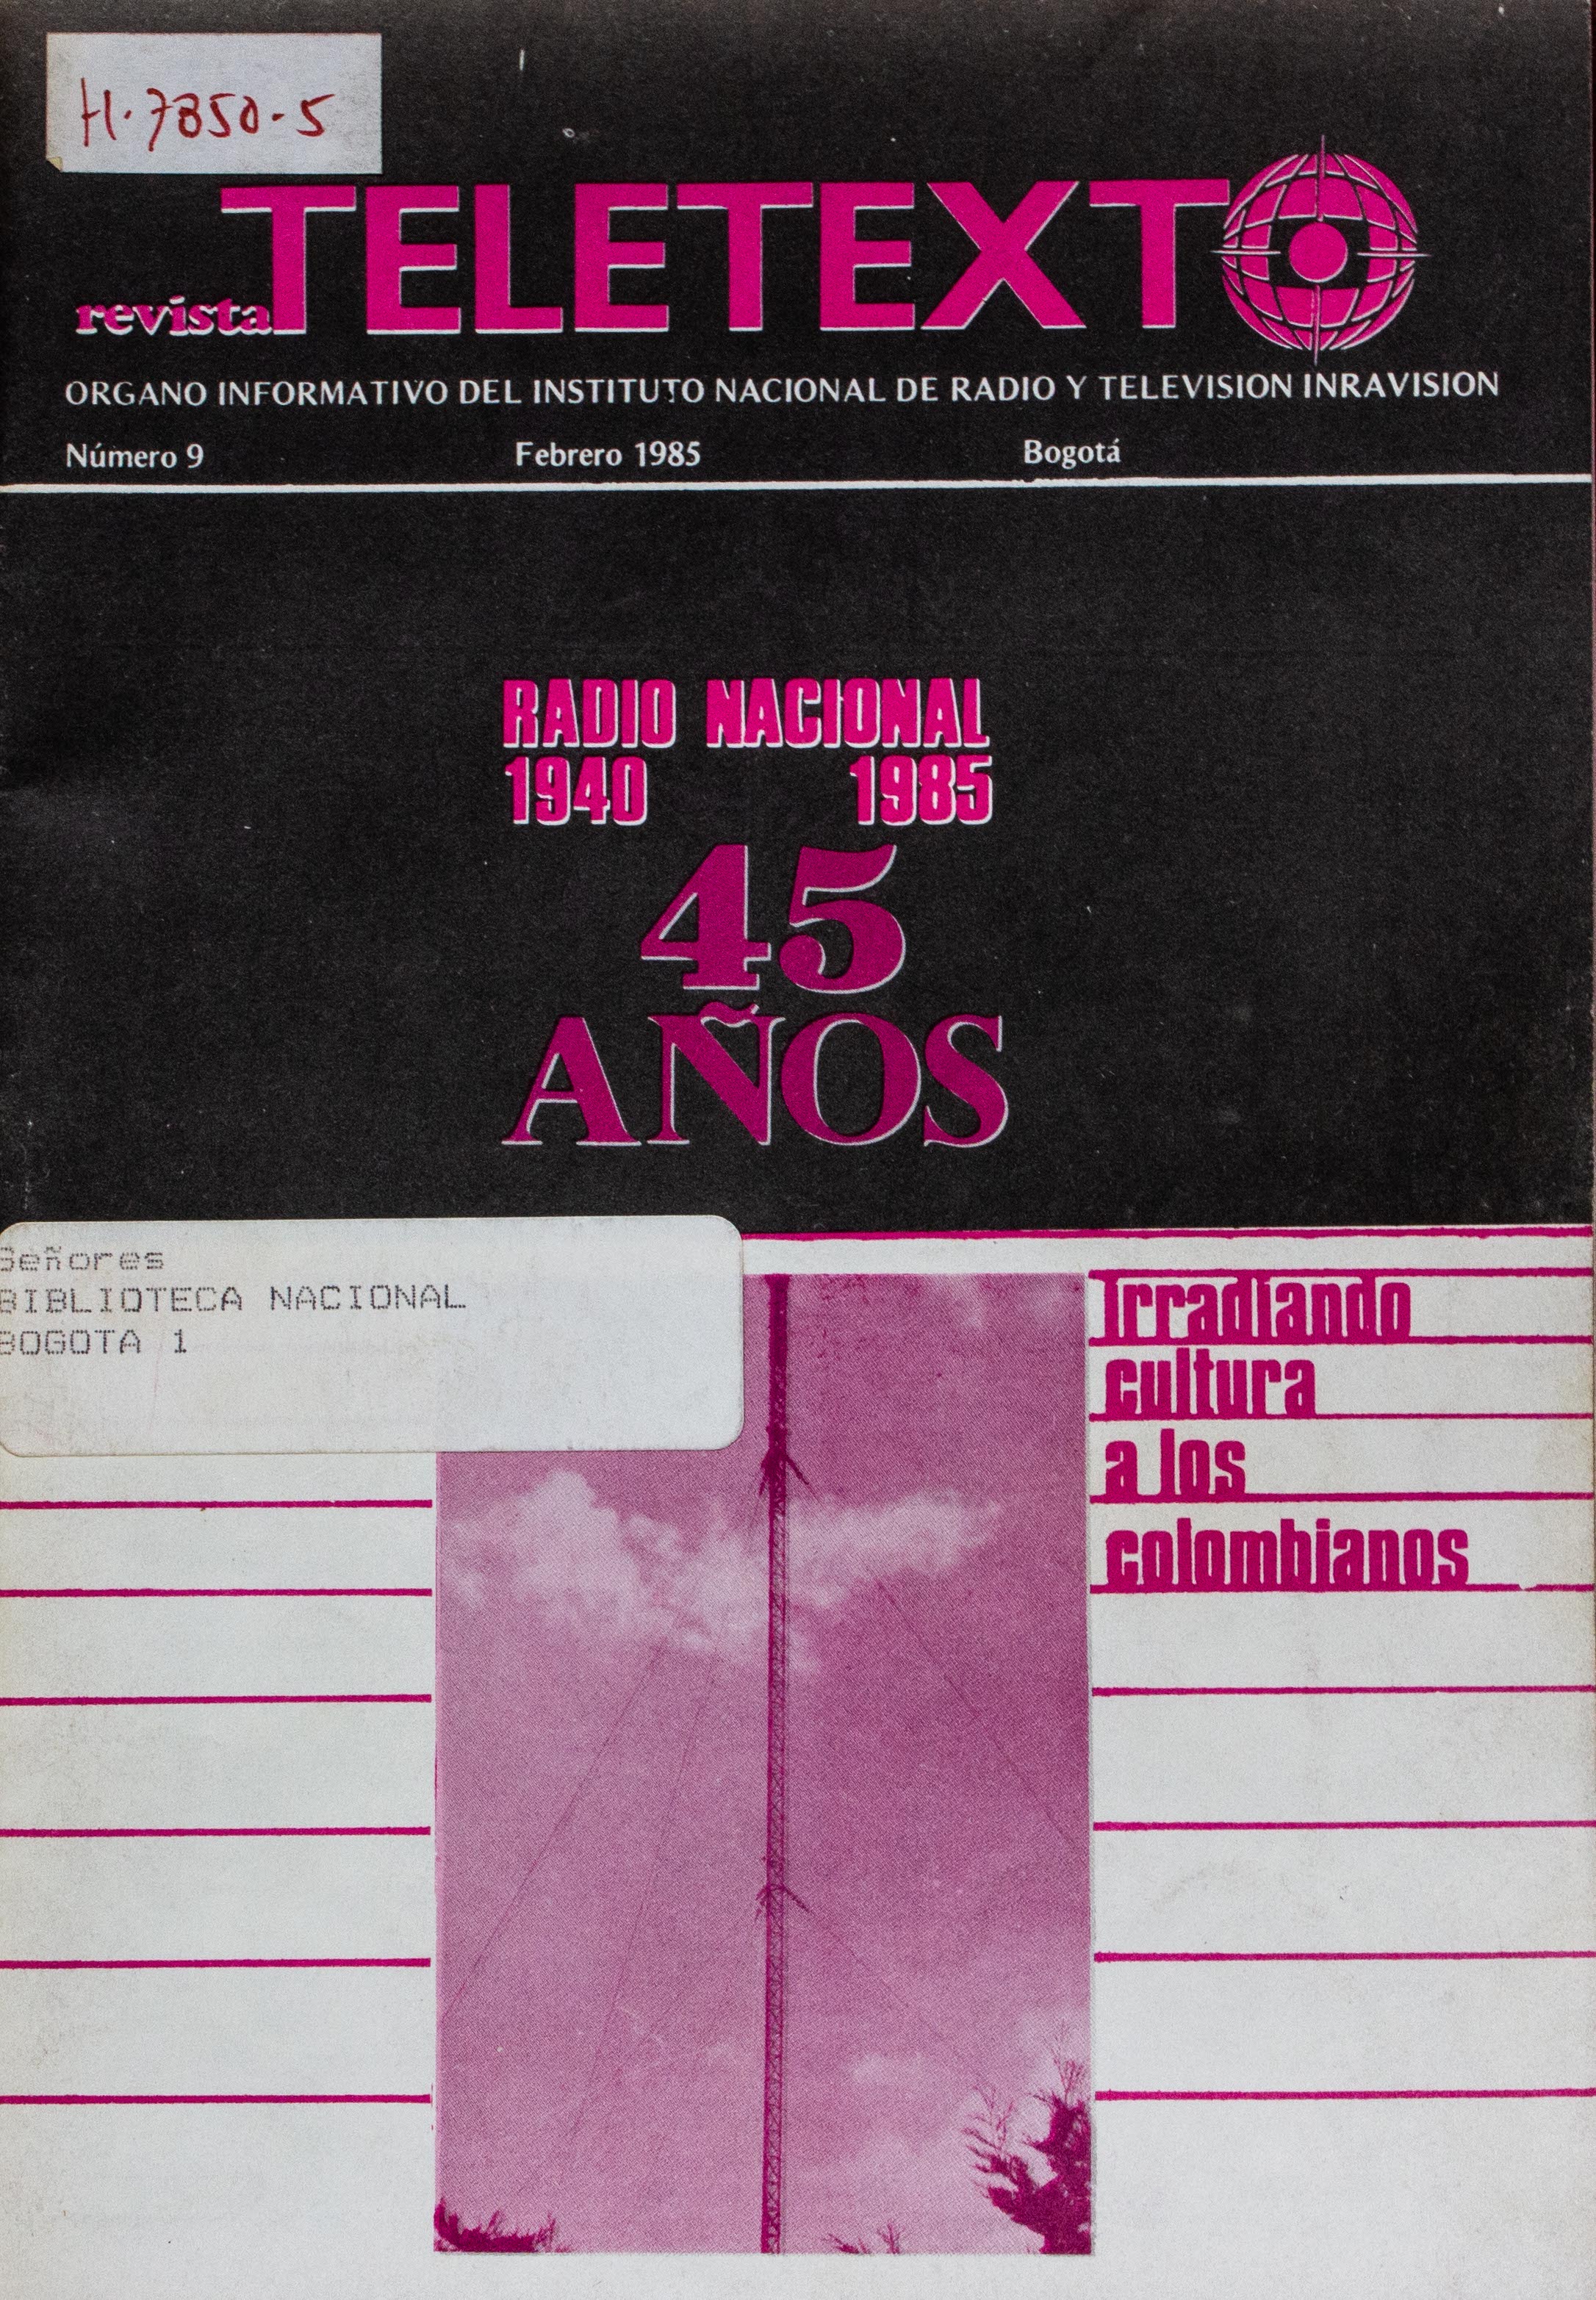 H.7850-5
revista TELETEXTO
ORGANO INFORMATIVO DEL INSTITUTO NACIONAL DE RADIO Y TELEVISION INRAVISION
Número 9 Febrero 1985 Bogotá
RADIO NACIONAL
1940 1985
45
AÑOS
Señores
BIBLIOTECA NACIONAL
BOGOTA 1
Irradiando
cultura
a los
colombianos